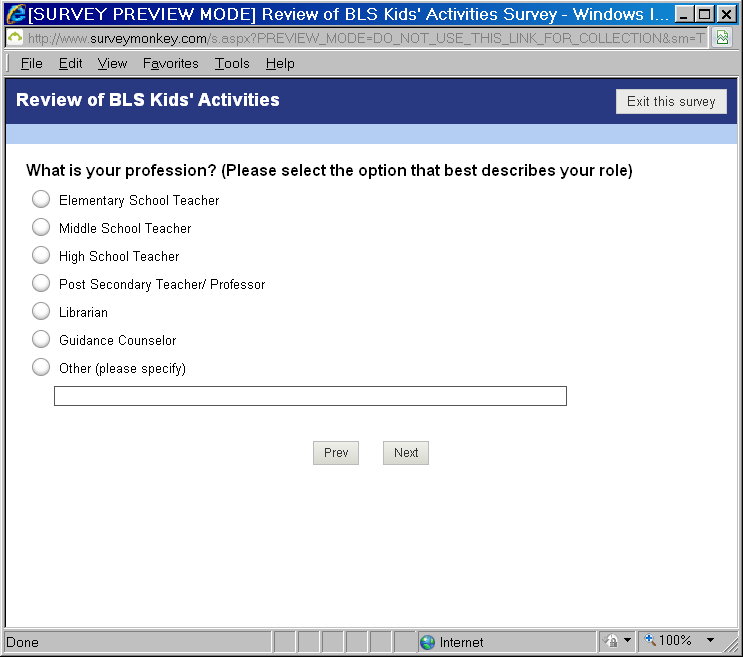 [SURVEY PREVIEW MODE] Review of BLS Kids' Activities Survey - Windows I...
http://www.surveymonkey.com/s.aspx?PREVIEW_MODE=DO_NOT_USE_THIS_LINK_FOR_COLLECTION&sm=T
File Edit View Favorites Tools Help
Review of BLS Kids' Activities
Exit this survey
What is your profession? (Please select the option that best describes your role)
Elementary School Teacher
Middle School Teacher
High School Teacher
Post Secondary Teacher/ Professor
Librarian
Guidance Counselor
Other (please specify)
Prev Next
Done Internet 100%